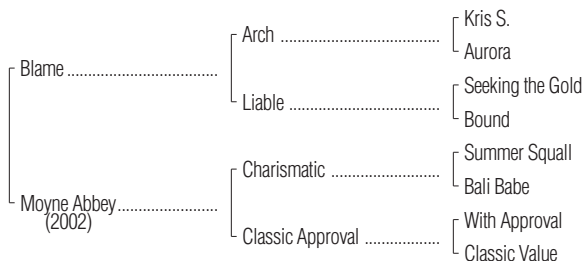 Kris S.
Arch ........................................
Aurora
Blame ......................................
Seeking the Gold
Liable .....................................
Bound
Summer Squall
Charismatic ...........................
Bali Babe
Moyne Abbey.........................
(2002)
With Approval
Classic Approval ...................
Classic Value